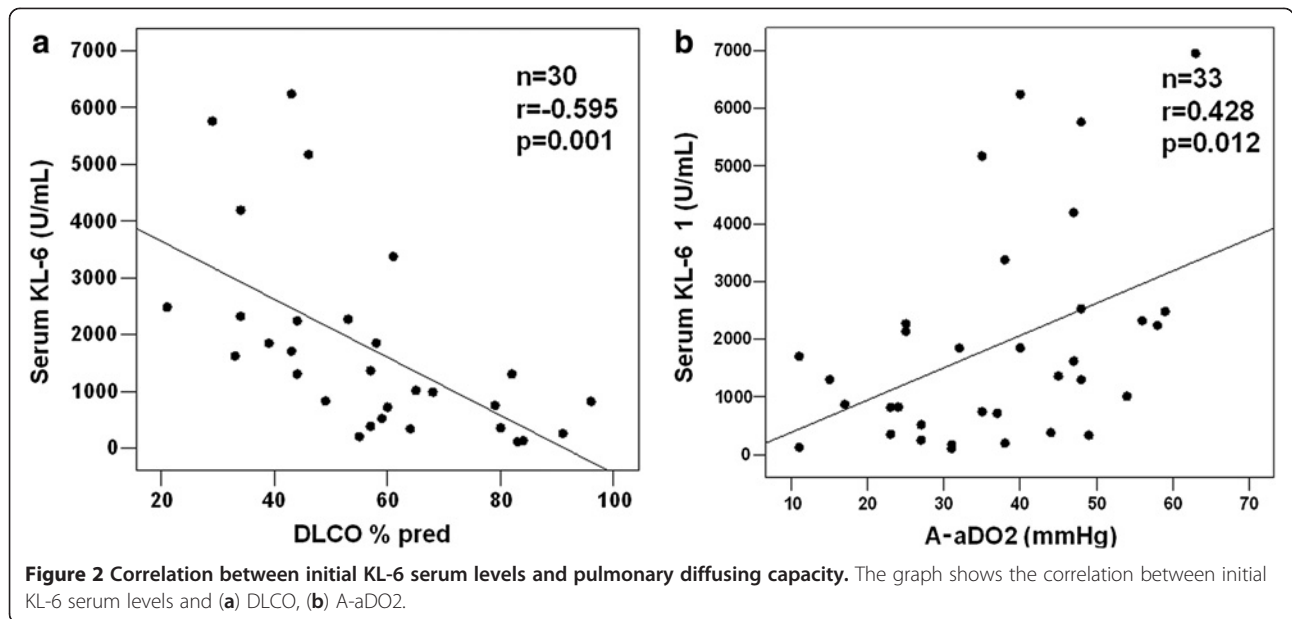 a
n=30
r=-0.595
p=0.001
Serum KL-6 (U/mL)
7000
6000
5000
4000
3000
2000
1000
0
20 40 60 80 100
DLCO % pred
b
n=33
r=0.428
p=0.012
Serum KL-6 1 (U/mL)
7000
6000
5000
4000
3000
2000
1000
0
10 20 30 40 50 60 70
A-aDO2 (mmHg)
Figure 2 Correlation between initial KL-6 serum levels and pulmonary diffusing capacity. The graph shows the correlation between initial
KL-6 serum levels and (a) DLCO, (b) A-aDO2.